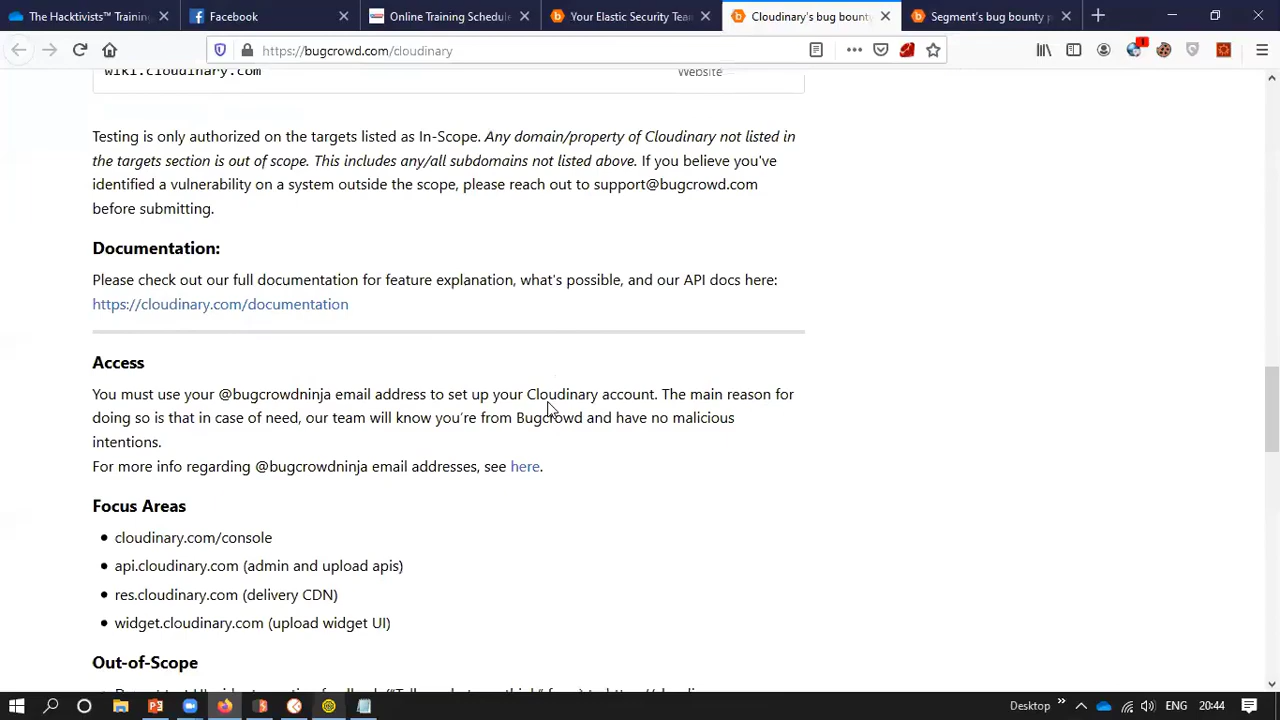 The Hacktivists™ Training
Facebook
Online Training Schedule
Your Elastic Security Team
Cloudinary's bug bounty
Segment's bug bounty p
https://bugcrowd.com/cloudinary
1
wiki.cloudinary.com
Website
Testing is only authorized on the targets listed as In-Scope. Any domain/property of Cloudinary not listed in
the targets section is out of scope. This includes any/all subdomains not listed above. If you believe you've
identified a vulnerability on a system outside the scope, please reach out to support@bugcrowd.com
before submitting.
Documentation:
Please check out our full documentation for feature explanation, what's possible, and our API docs here:
https://cloudinary.com/documentation
Access
You must use your @bugcrowdninja email address to set up your Cloudinary account. The main reason for
doing so is that in case of need, our team will know you're from Bugcrowd and have no malicious
intentions.
For more info regarding @bugcrowdninja email addresses, see here.
Focus Areas
• cloudinary.com/console
• api.cloudinary.com (admin and upload apis)
• res.cloudinary.com (delivery CDN)
• widget.cloudinary.com (upload widget UI)
Out-of-Scope
Desktop
ENG
20:44